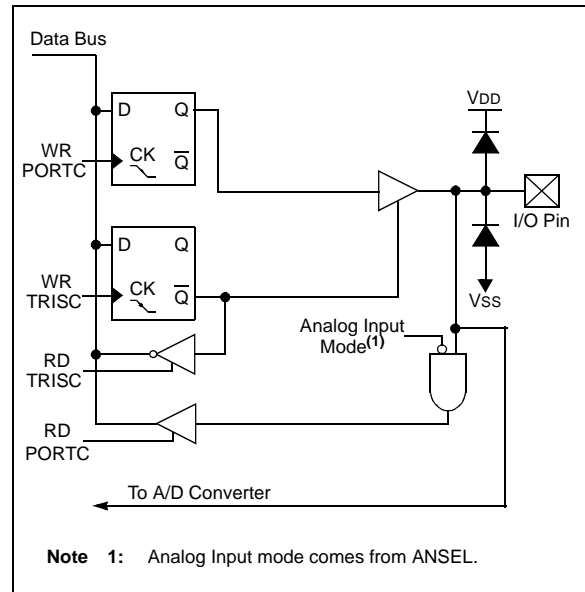 Data Bus
D Q
WR
PORTC
CK
Q
VDD
I/O Pin
VSS
D Q
WR
TRISC
CK
Q
RD
TRISC
Analog Input
Mode(1)
RD
PORTC
To A/D Converter
Note 1: Analog Input mode comes from ANSEL.